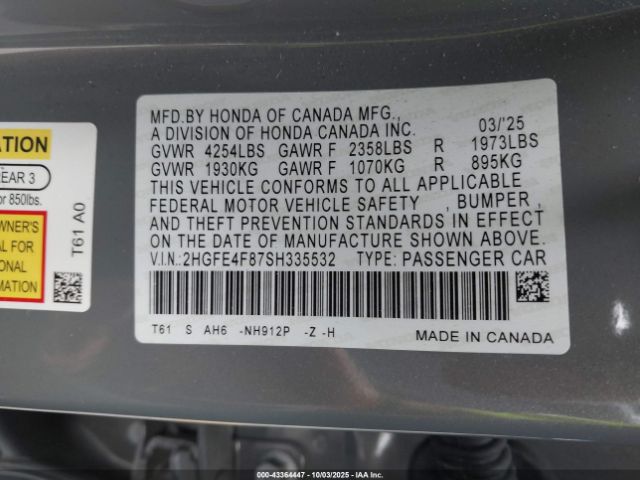 ATION
EAR 3
or 850lbs.
WNER'S
AL FOR
ONAL
RMATION
T61 A0
MFD.BY HONDA OF CANADA MFG.,
A DIVISION OF HONDA CANADA INC. 03/'25
GVWR 4254LBS GAWR F 2358LBS R 1973LBS
GVWR 1930KG GAWR F 1070KG R 895KG
THIS VEHICLE CONFORMS TO ALL APPLICABLE
FEDERAL MOTOR VEHICLE SAFETY , BUMPER ,
AND THEFT PREVENTION STANDARDS IN EFFECT
ON THE DATE OF MANUFACTURE SHOWN ABOVE.
V.I.N:2HGFE4F87SH335532 TYPE: PASSENGER CAR
T61 S AH6 -NH912P -Z -H
MADE IN CANADA
000-43364447 - 10/03/2025 - IAA Inc.